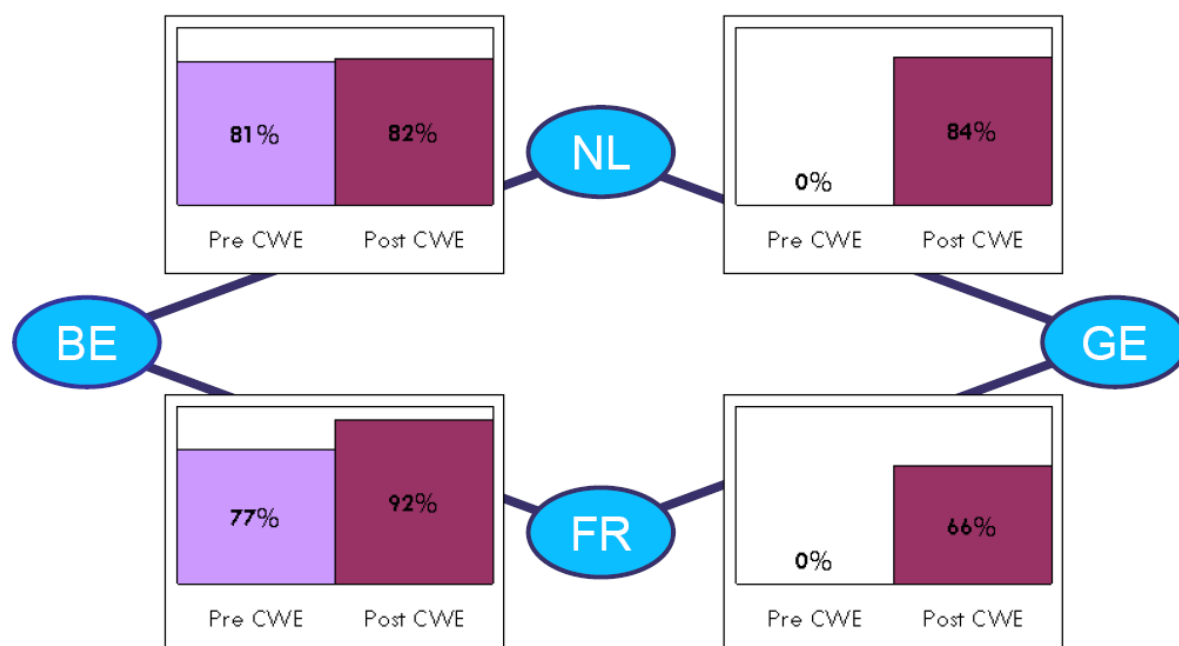 81% 82%
Pre CWE Post CWE
NL
0% 84%
Pre CWE Post CWE
BE
GE
77% 92%
Pre CWE Post CWE
FR
0% 66%
Pre CWE Post CWE